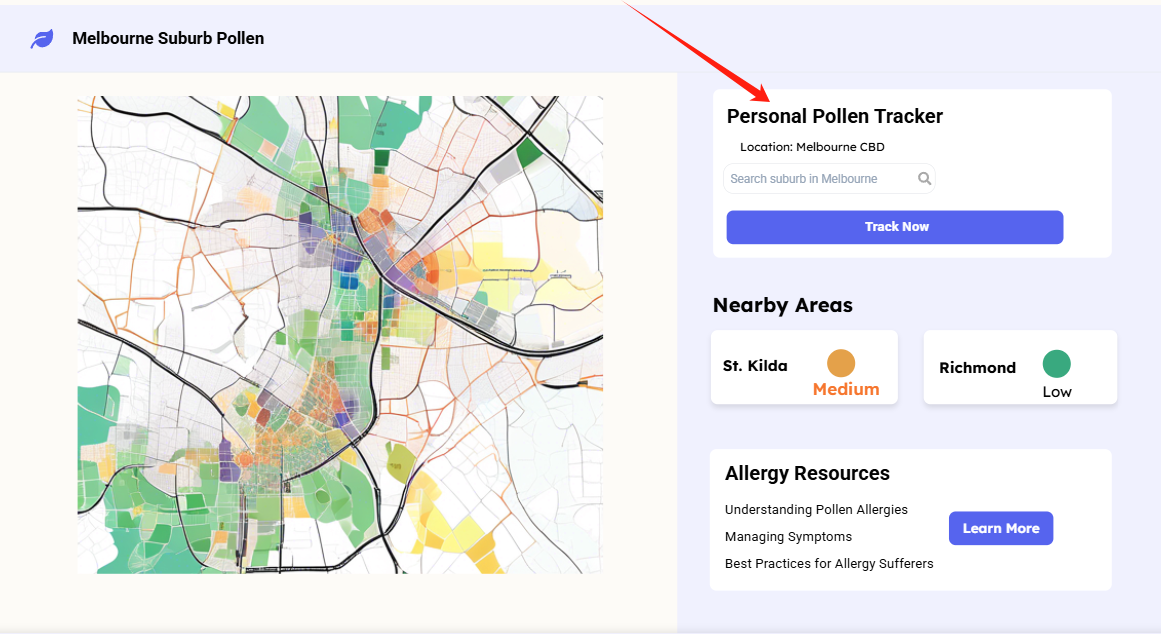 Melbourne Suburb Pollen
Personal Pollen Tracker
Location: Melbourne CBD
Search suburb in Melbourne
Track Now
Nearby Areas
St. Kilda
Medium
Richmond
Low
Allergy Resources
Understanding Pollen Allergies
Managing Symptoms
Best Practices for Allergy Sufferers
Learn More